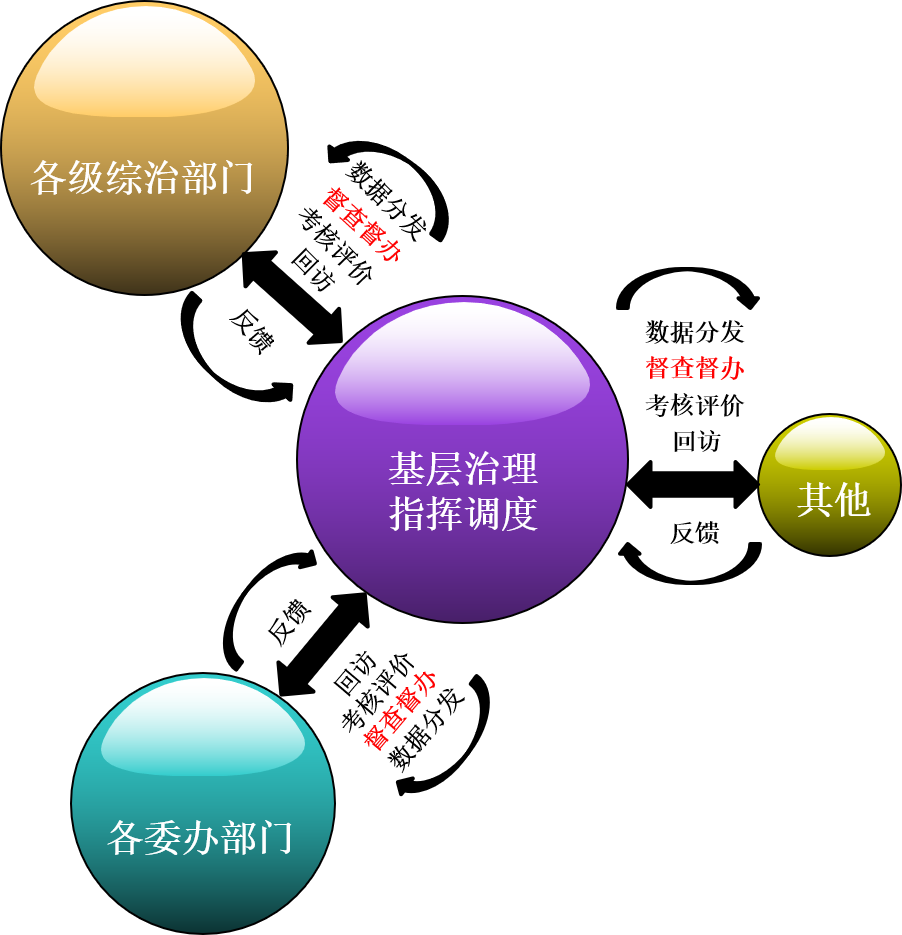 各级综治部门
数据分发
督查督办
考核评价
回访
反馈
基层治理
指挥调度
数据分发
督查督办
考核评价
回访
反馈
其他
反馈
回访
考核评价
督查督办
数据分发
各委办部门